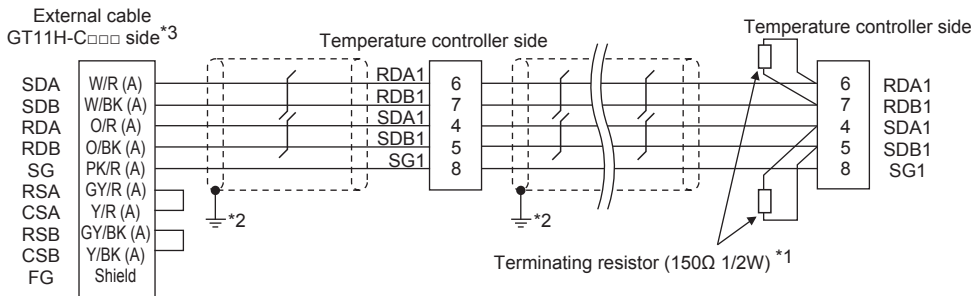 External cable
GT11H-C□□□ side*3
Temperature controller side
Temperature controller side
SDA W/R (A) RDA1 6 6 RDA1
SDB W/BK (A) RDB1 7 7 RDB1
RDA O/R (A) SDA1 4 4 SDA1
RDB O/BK (A) SDB1 5 5 SDB1
SG PK/R (A) SG1 8 8 SG1
RSA GY/R (A)
CSA Y/R (A)
RSB GY/BK (A)
CSB Y/BK (A)
FG Shield
*2
*2
Terminating resistor (150Ω 1/2W) *1